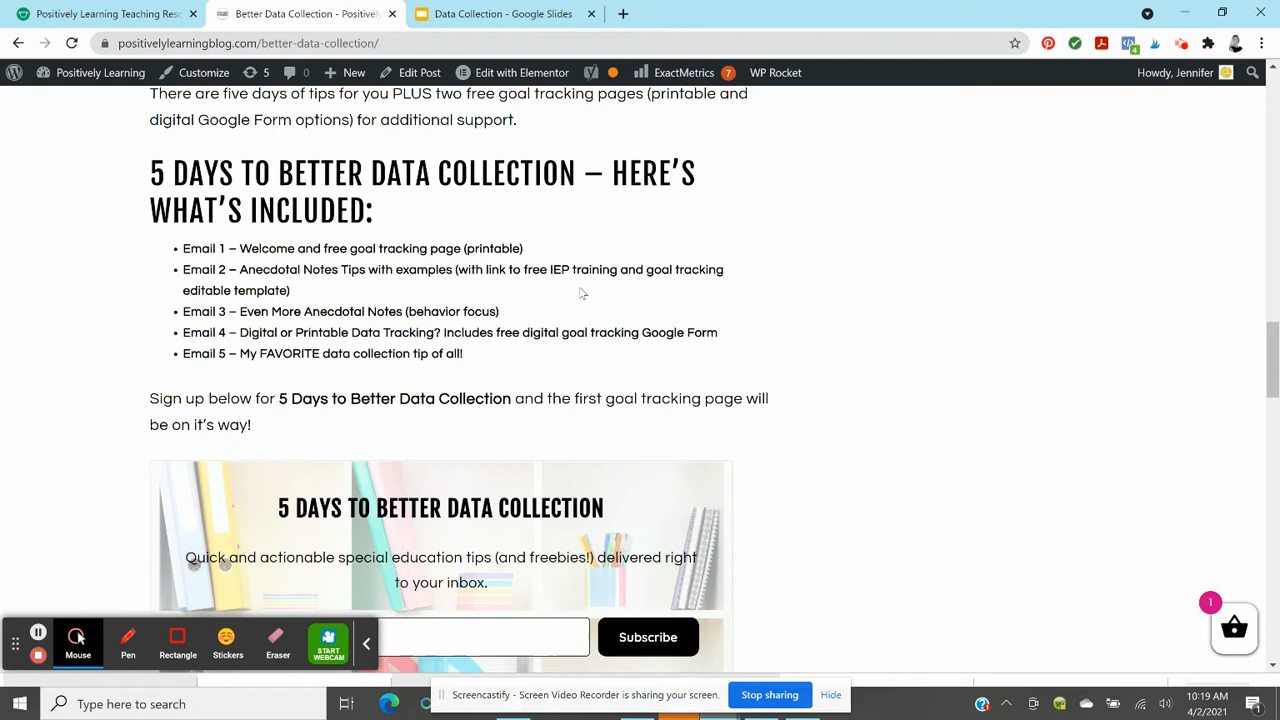 Positively Learning Teaching Res
Better Data Collection - Positively
Data Collection - Google Slides
positivelylearningblog.com/better-data-collection/
4
Positively Learning
Customize
5
0
New
Edit Post
Edit with Elementor
ExactMetrics
7
WP Rocket
Howdy, Jennifer
There are five days of tips for you PLUS two free goal tracking pages (printable and
digital Google Form options) for additional support.
5 DAYS TO BETTER DATA COLLECTION – HERE'S
WHAT'S INCLUDED:
• Email 1 – Welcome and free goal tracking page (printable)
• Email 2 – Anecdotal Notes Tips with examples (with link to free IEP training and goal tracking
editable template)
• Email 3 – Even More Anecdotal Notes (behavior focus)
• Email 4 – Digital or Printable Data Tracking? Includes free digital goal tracking Google Form
• Email 5 – My FAVORITE data collection tip of all!
Sign up below for 5 Days to Better Data Collection and the first goal tracking page will
be on it's way!
5 DAYS TO BETTER DATA COLLECTION
Quick and actionable special education tips (and freebies!) delivered right
to your inbox.
1
Subscribe
Mouse
Pen
Rectangle
Stickers
Eraser
START
WEBCAM
Screencastify - Screen Video Recorder is sharing your screen.
Stop sharing
Hide
Type here to search
10:19 AM
4/2/2021
1